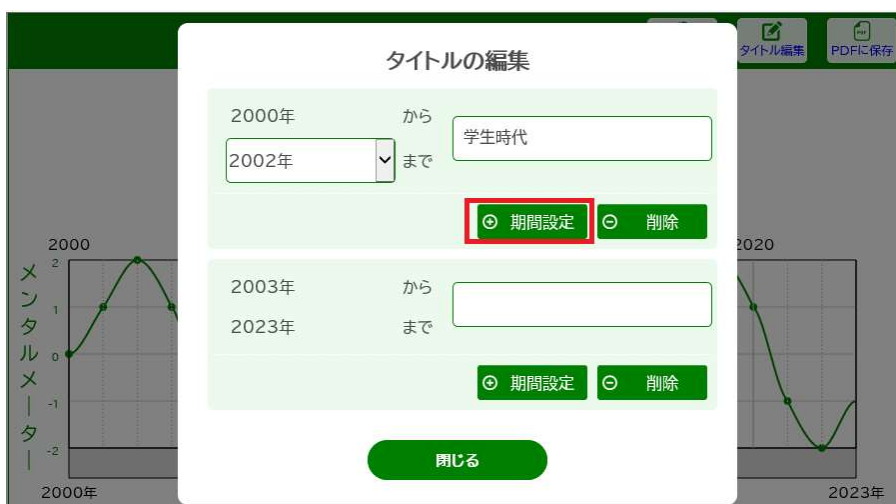 タイトル編集
PDFに保存
タイトルの編集
2000年
から
2002年
まで
学生時代
期間設定
削除
2003年
から
2023年
まで
期間設定
削除
閉じる
2000
2020
メンタルメーター
2
1
0
-1
-2
2000年
2023年